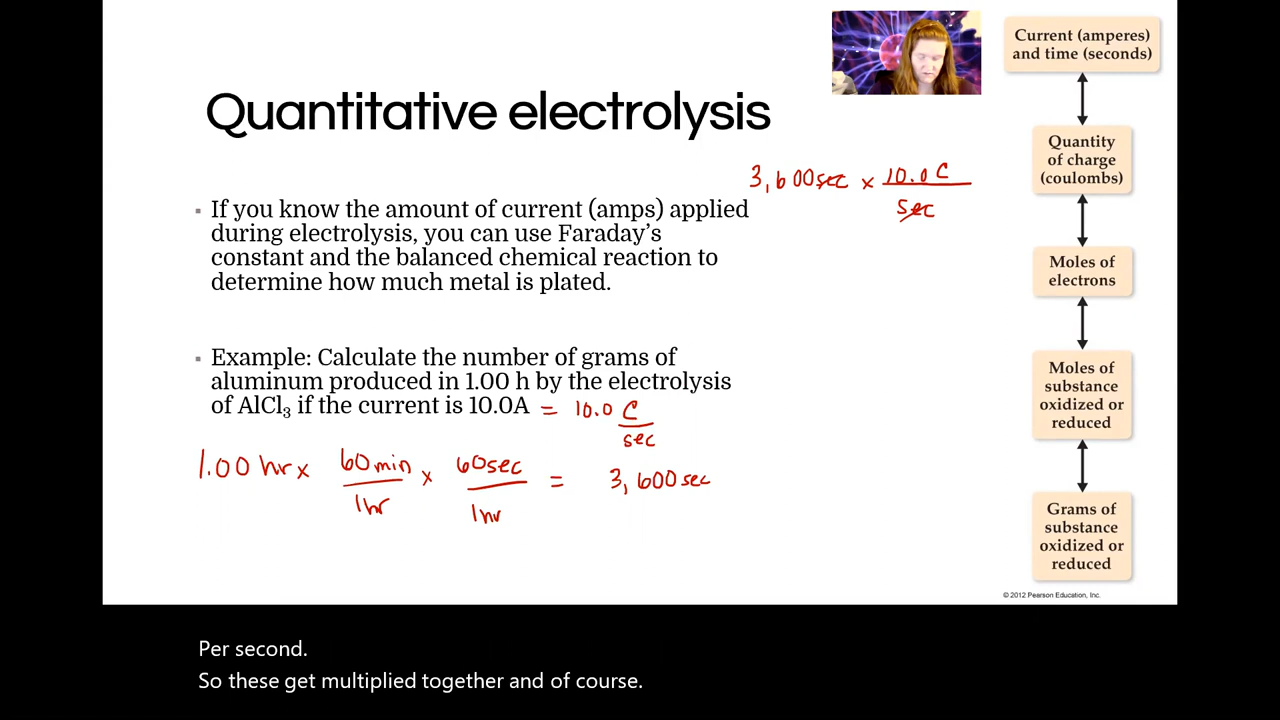 Quantitative electrolysis
3,600sec x 10.0 C
sec
▪ If you know the amount of current (amps) applied
during electrolysis, you can use Faraday’s
constant and the balanced chemical reaction to
determine how much metal is plated.
▪ Example: Calculate the number of grams of
aluminum produced in 1.00 h by the electrolysis
of AlCl₃ if the current is 10.0A = 10.0 C
sec
1.00 hr x 60min x 60sec = 3,600sec
1hr 1hr
Current (amperes)
and time (seconds)
Quantity
of charge
(coulombs)
Moles of
electrons
Moles of
substance
oxidized or
reduced
Grams of
substance
oxidized or
reduced
© 2012 Pearson Education, Inc.
Per second.
So these get multiplied together and of course.